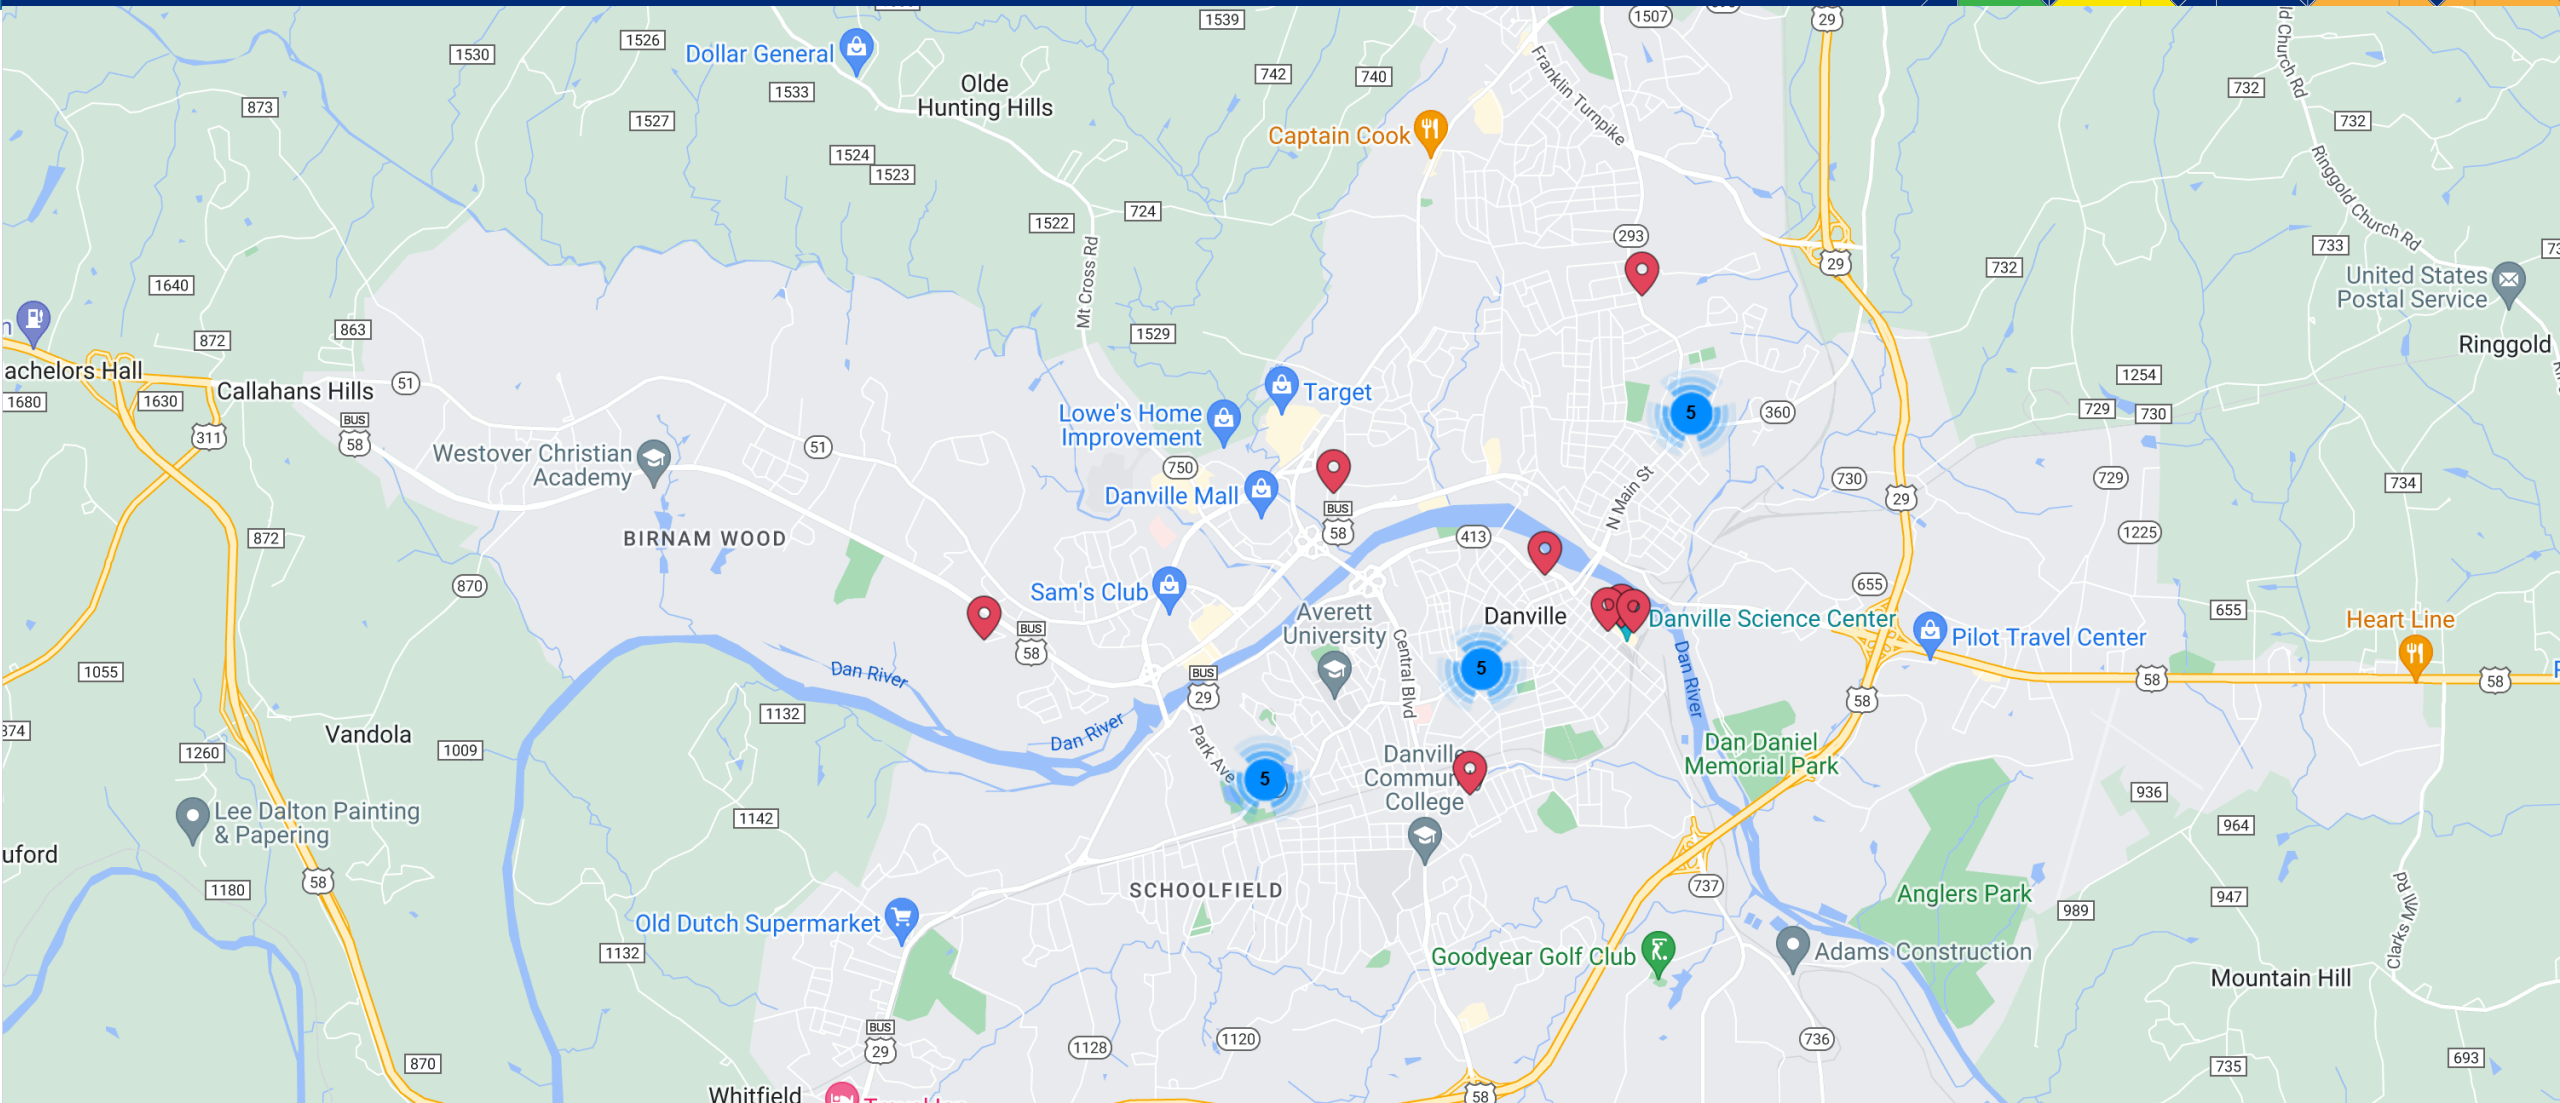 1539
1507
29
1526
1530
Dollar General
Olde
Hunting Hills
742
740
1533
732
ld Church Rd
873
1527
Franklin Turnpike
732
Captain Cook
1524
1523
Ringgold Church Rd
1522
724
293
733
29
732
United States
Postal Service
1640
Mt Cross Rd
863
872
1529
Ringgold
achelors Hall
Callahans Hills
51
1680
1630
Target
1254
Lowe's Home
Improvement
5
360
729
730
BUS
58
311
51
Westover Christian
Academy
750
Danville Mall
N Main St
730
729
734
29
BUS
58
BIRNAM WOOD
872
413
1225
870
Sam's Club
655
Averett
University
Danville
Danville Science Center
655
Heart Line
Pilot Travel Center
BUS
58
Central Blvd
5
Dan River
1055
Dan River
BUS
29
58
58
58
1132
Dan River
874
Vandola
1260
1009
Park Ave
5
Danville
Community
College
Dan Daniel
Memorial Park
936
Lee Dalton Painting
& Papering
1142
964
uford
58
1180
SCHOOLFIELD
737
Anglers Park
947
989
Old Dutch Supermarket
Clarks Mill Rd
1132
Goodyear Golf Club
Adams Construction
Mountain Hill
BUS
29
1128
1120
736
693
870
735
Whitfield
58